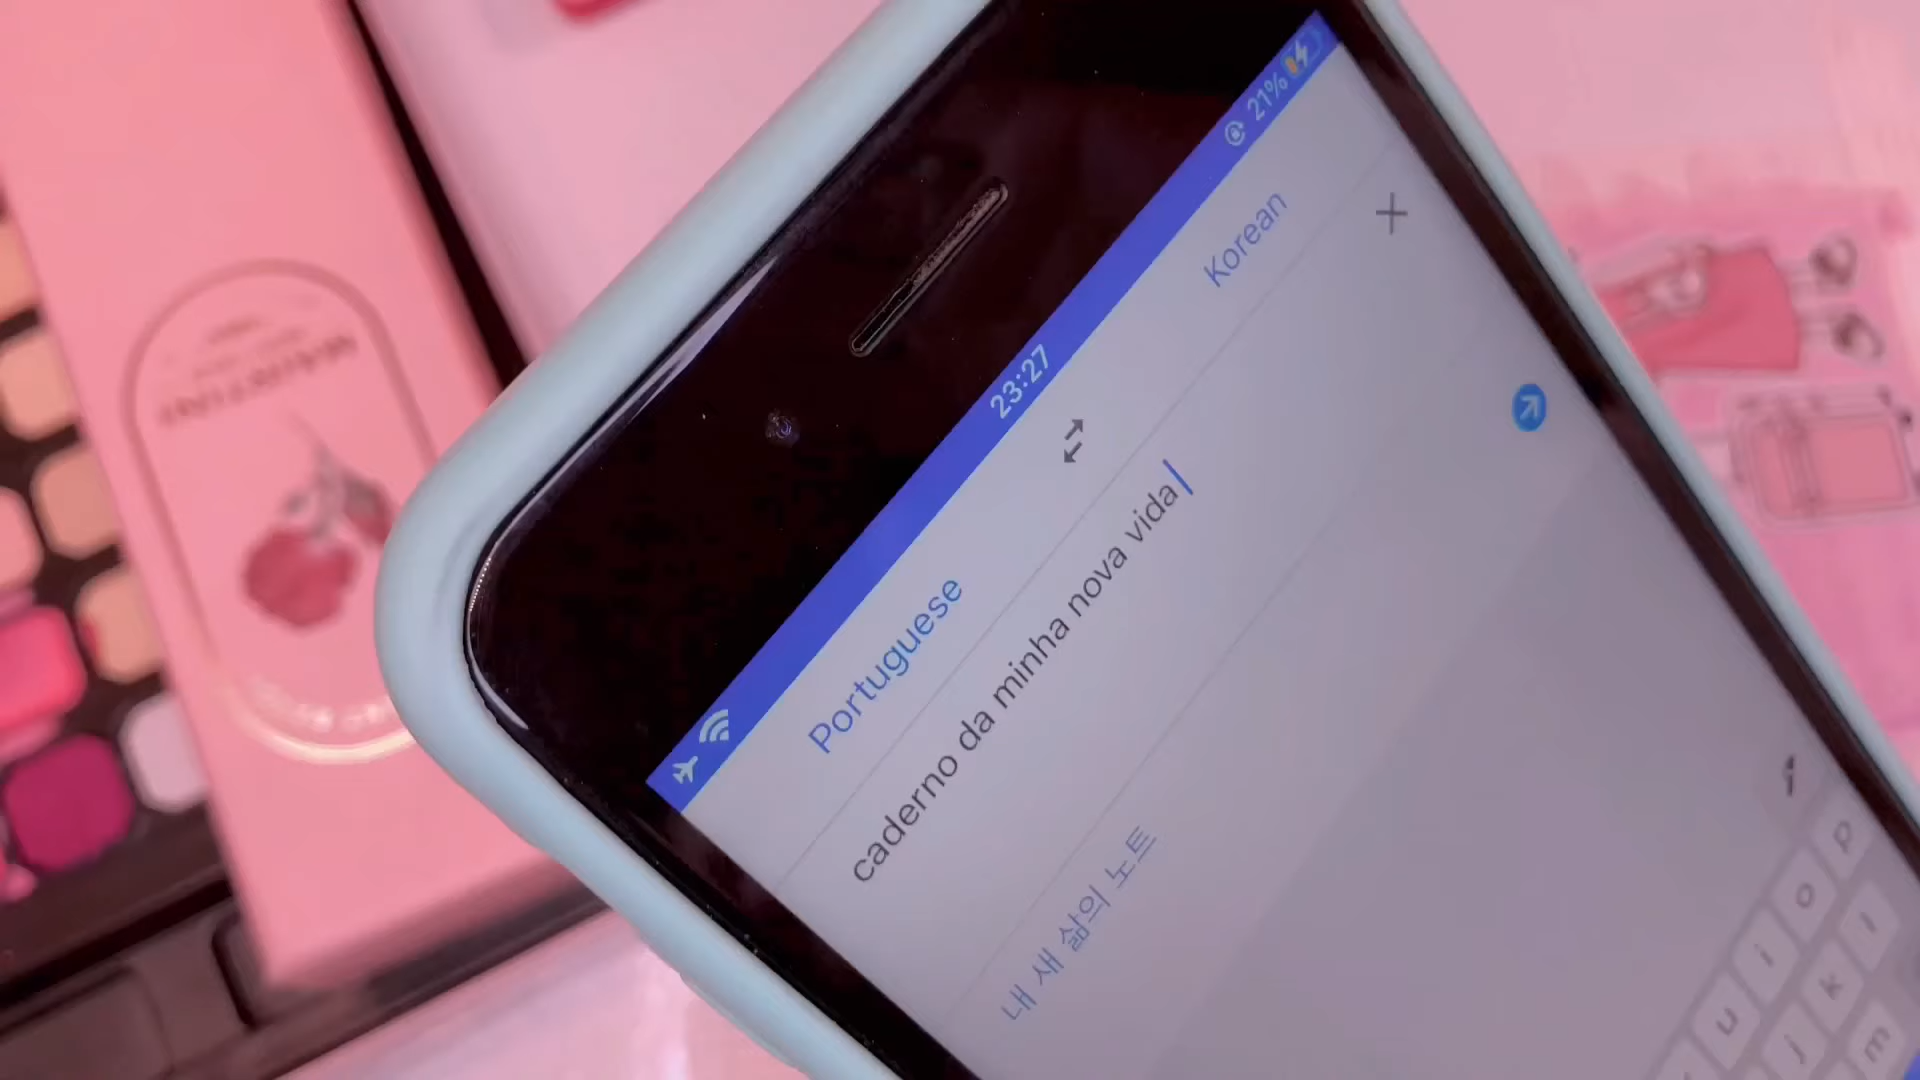 23:27
21%
Portuguese
Korean
caderno da minha nova vida
내 새 삶의 노트
u i o p
j k l
m